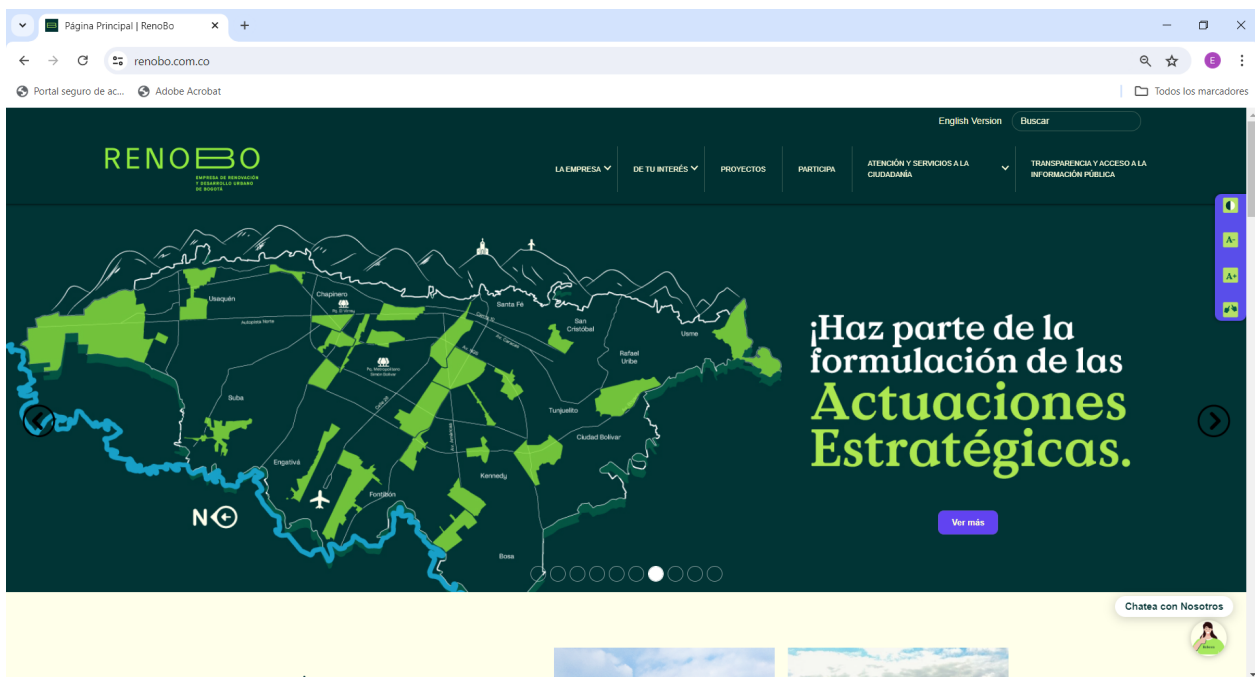 Página Principal | RenoBo
renobo.com.co
E
Portal seguro de ac...
Adobe Acrobat
Todos los marcadores
English Version
Buscar
RENOBO
EMPRESA DE RENOVACIÓN
Y DESARROLLO URBANO
DE BOGOTÁ
LA EMPRESA
DE TU INTERÉS
PROYECTOS
PARTICIPA
ATENCIÓN Y SERVICIOS A LA
CIUDADANÍA
TRANSPARENCIA Y ACCESO A LA
INFORMACIÓN PÚBLICA
A-
A+
Usaquén
Chapinero
Autopista Norte
Santa Fé
San
Cristóbal
Usme
Rafael
Uribe
Suba
Tunjuelito
Ciudad Bolívar
Engativá
Kennedy
Fontibón
Bosa
N
¡Haz parte de la
formulación de las
Actuaciones
Estratégicas.
Ver más
Chatea con Nosotros